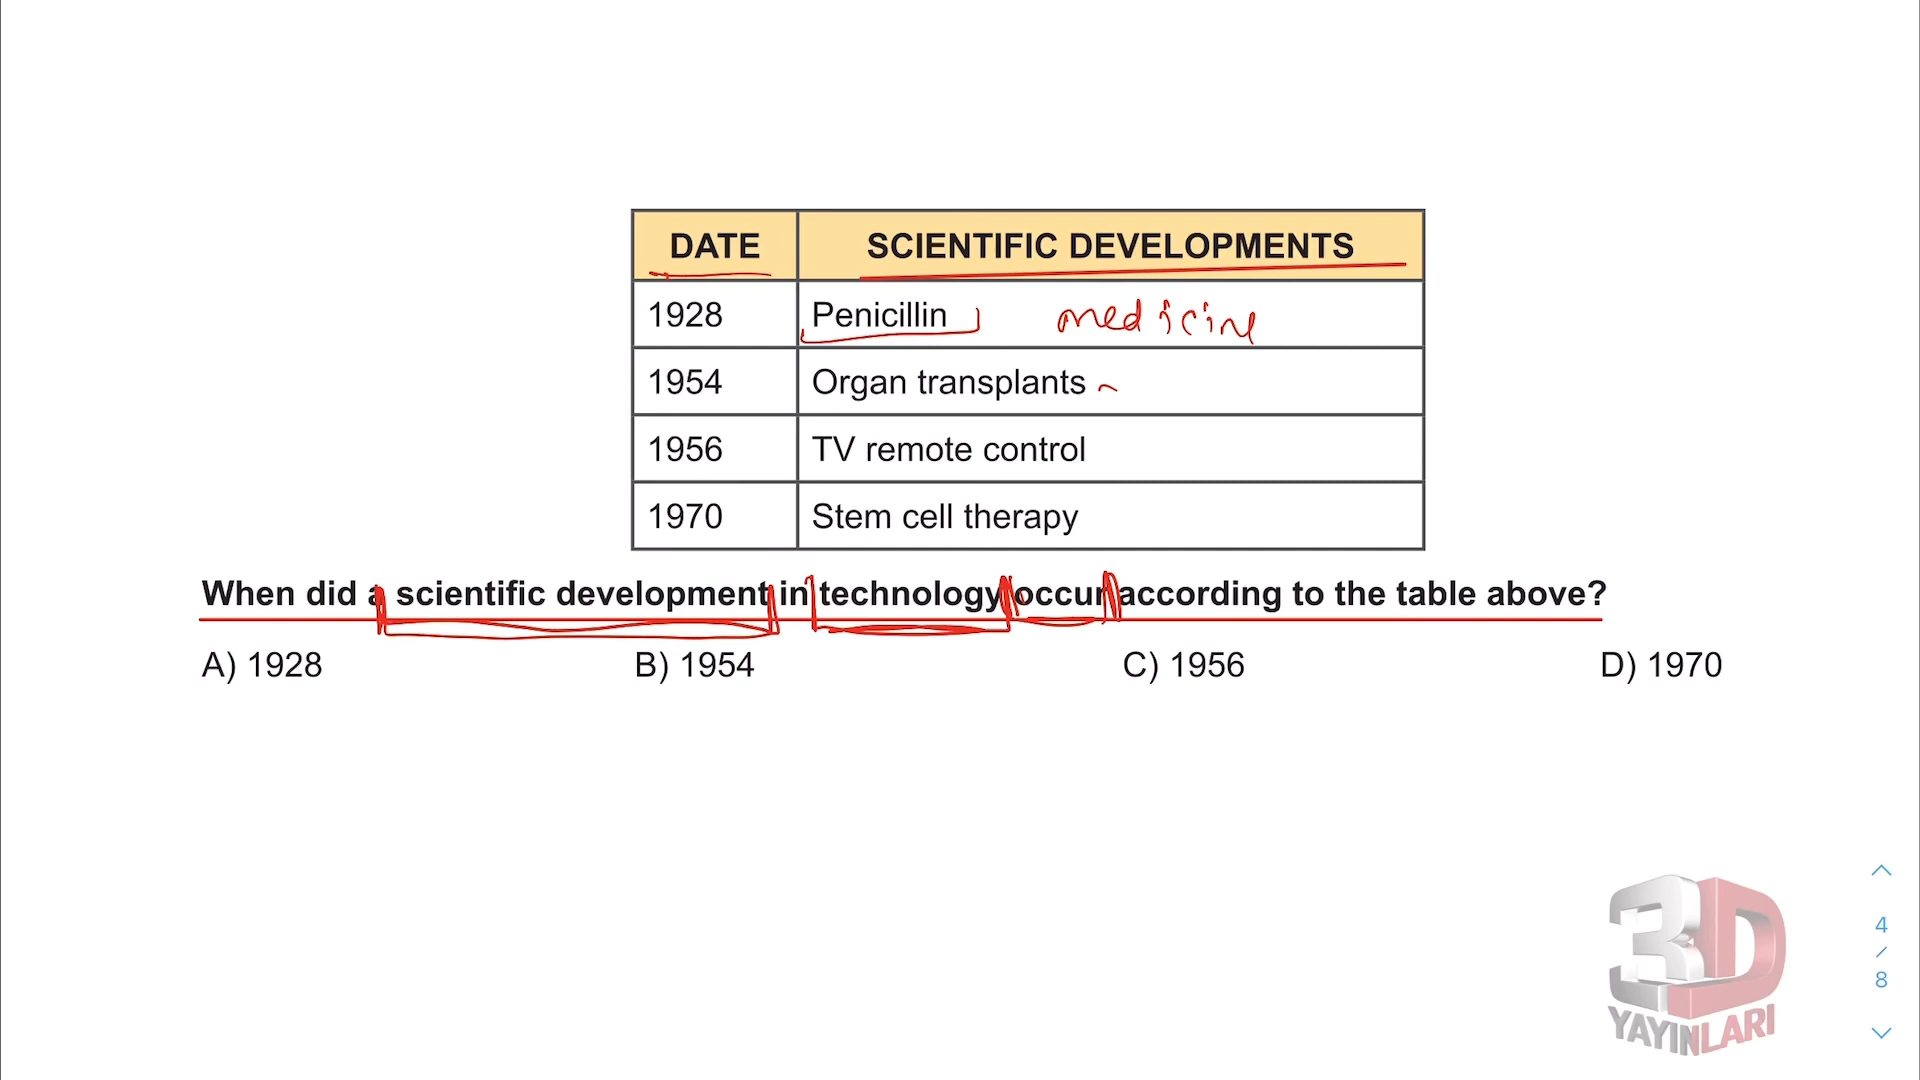 DATE SCIENTIFIC DEVELOPMENTS
1928 Penicillin medicine
1954 Organ transplants
1956 TV remote control
1970 Stem cell therapy
When did a scientific development in technology occur according to the table above?
A) 1928 B) 1954 C) 1956 D) 1970
3D
YAYINLARI
4
/
8